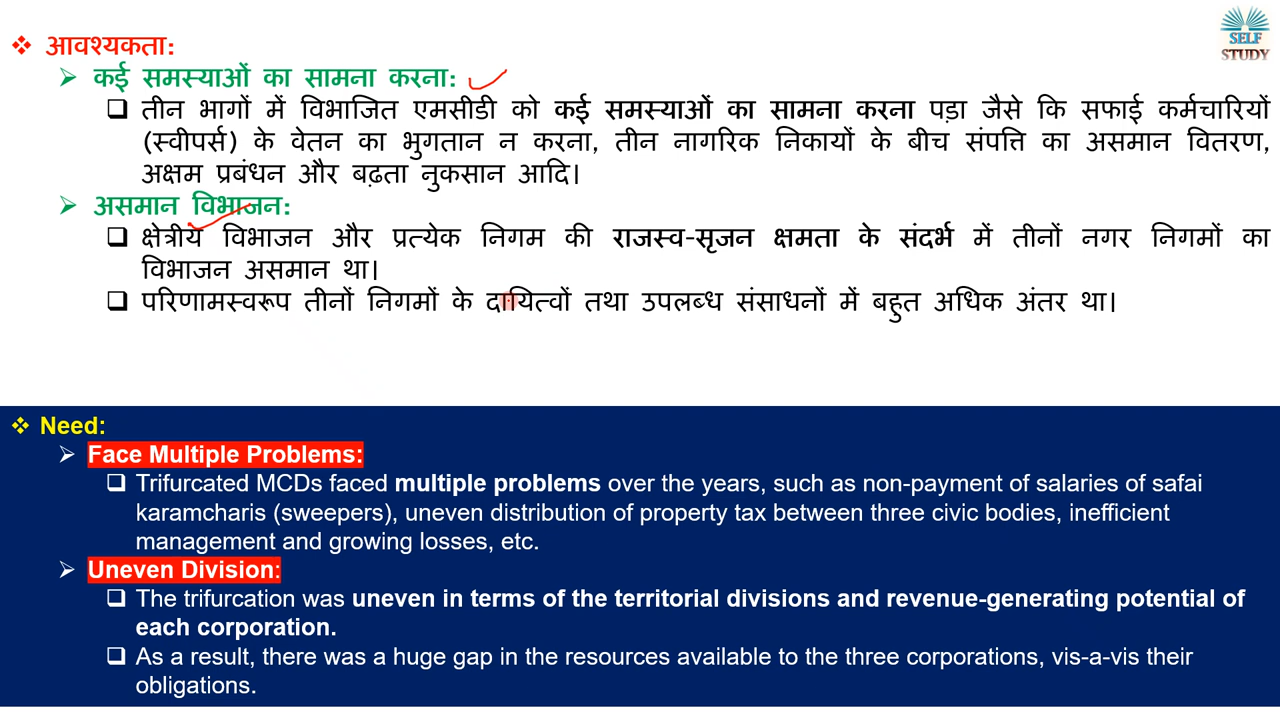 ❖ आवश्यकता:
SELF
STUDY
➢ कई समस्याओं का सामना करना:
❑ तीन भागों में विभाजित एमसीडी को कई समस्याओं का सामना करना पड़ा जैसे कि सफाई कर्मचारियों
(स्वीपर्स) के वेतन का भुगतान न करना, तीन नागरिक निकायों के बीच संपत्ति का असमान वितरण,
अक्षम प्रबंधन और बढ़ता नुकसान आदि।
➢ असमान विभाजन:
❑ क्षेत्रीय विभाजन और प्रत्येक निगम की राजस्व-सृजन क्षमता के संदर्भ में तीनों नगर निगमों का
विभाजन असमान था।
❑ परिणामस्वरूप तीनों निगमों के दायित्वों तथा उपलब्ध संसाधनों में बहुत अधिक अंतर था।
❖ Need:
➢ Face Multiple Problems:
❑ Trifurcated MCDs faced multiple problems over the years, such as non-payment of salaries of safai
karamcharis (sweepers), uneven distribution of property tax between three civic bodies, inefficient
management and growing losses, etc.
➢ Uneven Division:
❑ The trifurcation was uneven in terms of the territorial divisions and revenue-generating potential of
each corporation.
❑ As a result, there was a huge gap in the resources available to the three corporations, vis-a-vis their
obligations.